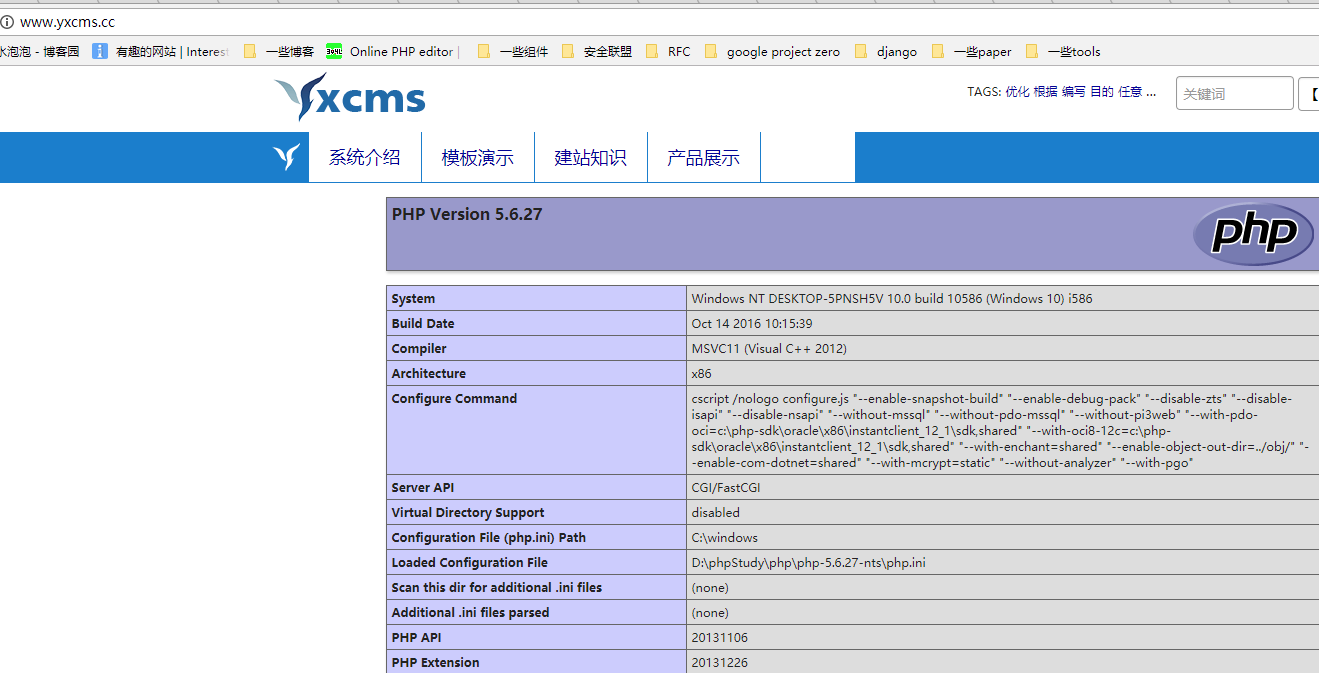 www.yxcms.cc
水泡泡 - 博客园 有趣的网站 | Interest 一些博客 Online PHP editor | 一些组件 安全联盟 RFC google project zero django 一些paper 一些tools
Yxcms
TAGS: 优化 根据 编写 目的 任意 ... 关键词 【
系统介绍 模板演示 建站知识 产品展示
PHP Version 5.6.27 php
System Windows NT DESKTOP-5PNSH5V 10.0 build 10586 (Windows 10) i586
Build Date Oct 14 2016 10:15:39
Compiler MSVC11 (Visual C++ 2012)
Architecture x86
Configure Command cscript /nologo configure.js "--enable-snapshot-build" "--enable-debug-pack" "--disable-zts" "--disable-
isapi" "--disable-nsapi" "--without-mssql" "--without-pdo-mssql" "--without-pi3web" "--with-pdo-
oci=c:\php-sdk\oracle\x86\instantclient_12_1\sdk,shared" "--with-oci8-12c=c:\php-
sdk\oracle\x86\instantclient_12_1\sdk,shared" "--with-enchant=shared" "--enable-object-out-dir=../obj/" "-
-enable-com-dotnet=shared" "--with-mcrypt=static" "--without-analyzer" "--with-pgo"
Server API CGI/FastCGI
Virtual Directory Support disabled
Configuration File (php.ini) Path C:\windows
Loaded Configuration File D:\phpStudy\php\php-5.6.27-nts\php.ini
Scan this dir for additional .ini files (none)
Additional .ini files parsed (none)
PHP API 20131106
PHP Extension 20131226